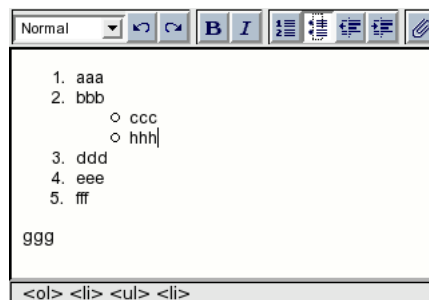 Normal B I
1. aaa
2. bbb
ccc
hhh
3. ddd
4. eee
5. fff
ggg
<ol> <li> <ul> <li>